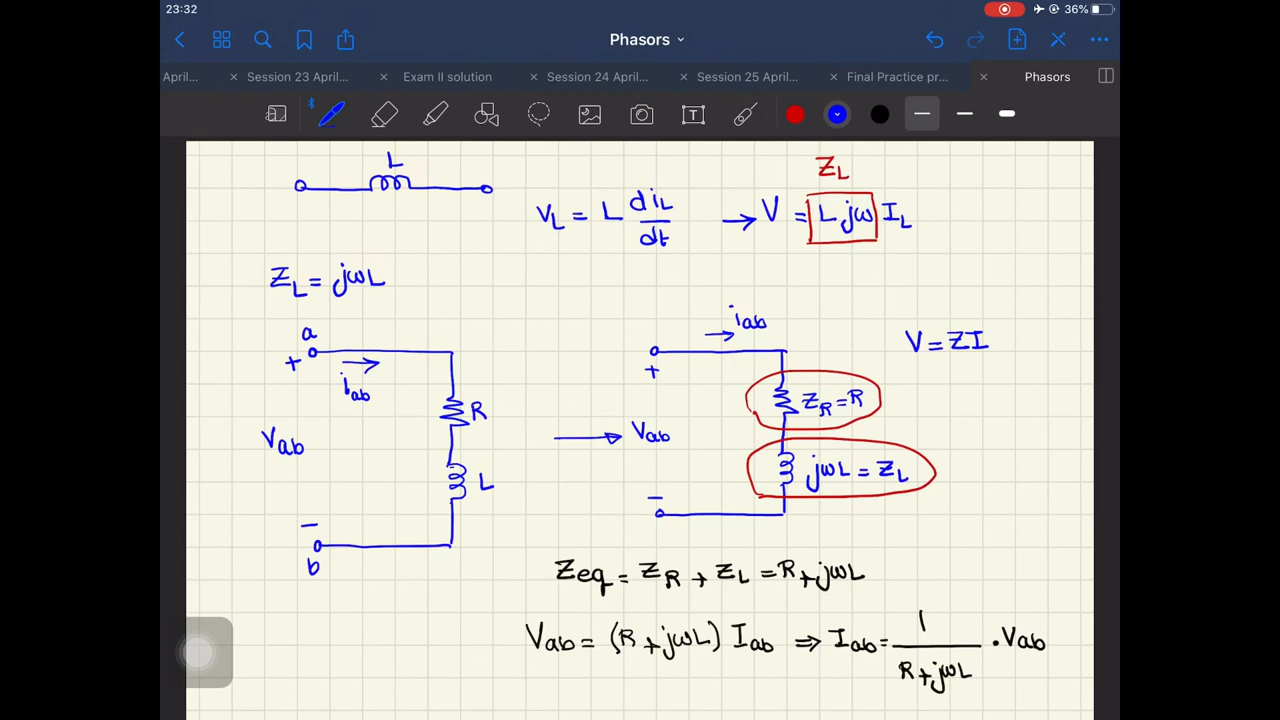 23:32
36%
Phasors
April...
Session 23 April...
Exam II solution
Session 24 April...
Session 25 April...
Final Practice pr...
Phasors
T
L
Z_L
V_L = L di_L/dt → V = L jω I_L
Z_L = jωL
a
+
i_ab
R
V_ab
L
−
b
→
i_ab
+
Z_R = R
V_ab
jωL = Z_L
−
V = ZI
Zeq = Z_R + Z_L = R + jωL
V_ab = (R + jωL) I_ab ⇒ I_ab = 1/(R + jωL) · V_ab